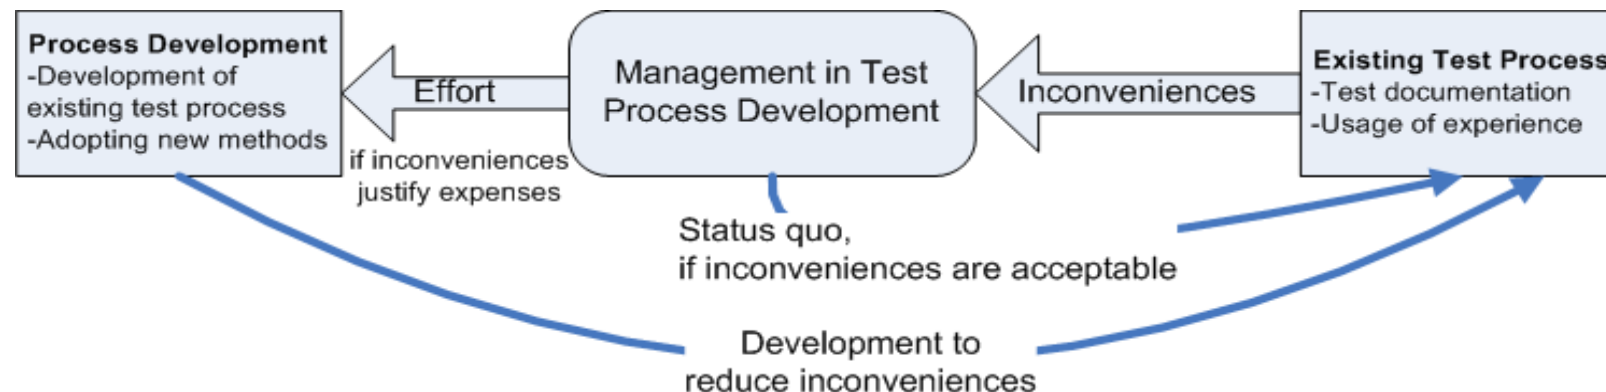 Process Development
-Development of
existing test process
-Adopting new methods
Effort
if inconveniences
justify expenses
Management in Test
Process Development
Inconveniences
Existing Test Process
-Test documentation
-Usage of experience
Status quo,
if inconveniences are acceptable
Development to
reduce inconveniences